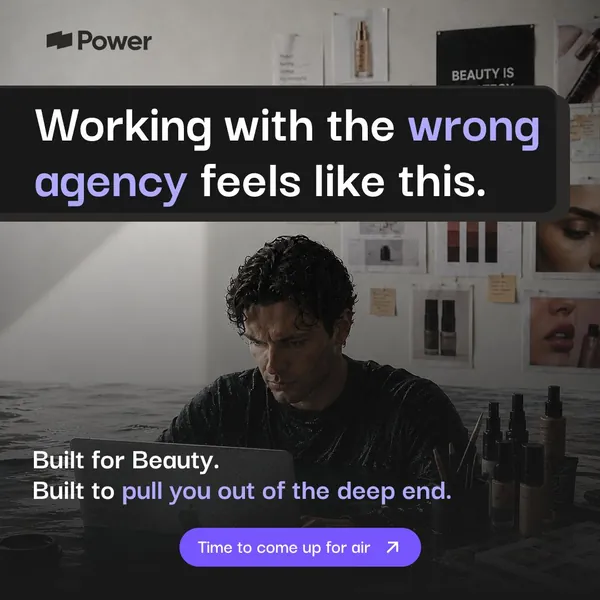 Power
BEAUTY IS
Working with the wrong
agency feels like this.
Built for Beauty.
Built to pull you out of the deep end.
Time to come up for air